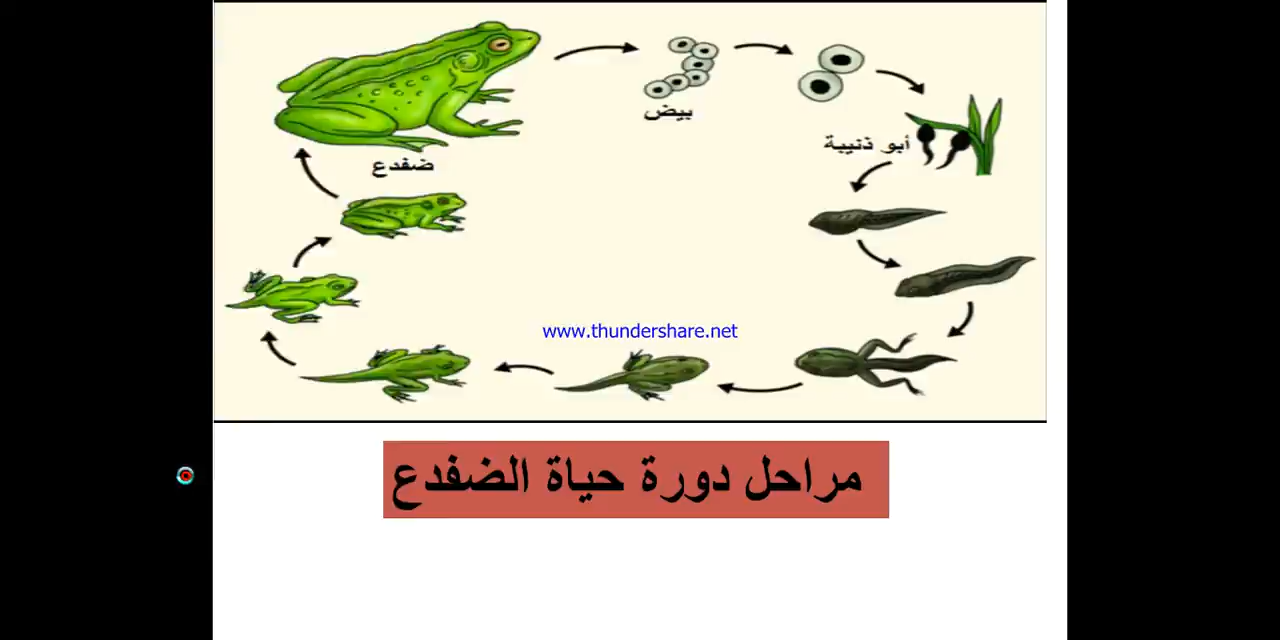 بيض
أبو ذنيبة
ضفدع
www.thundershare.net
مراحل دورة حياة الضفدع